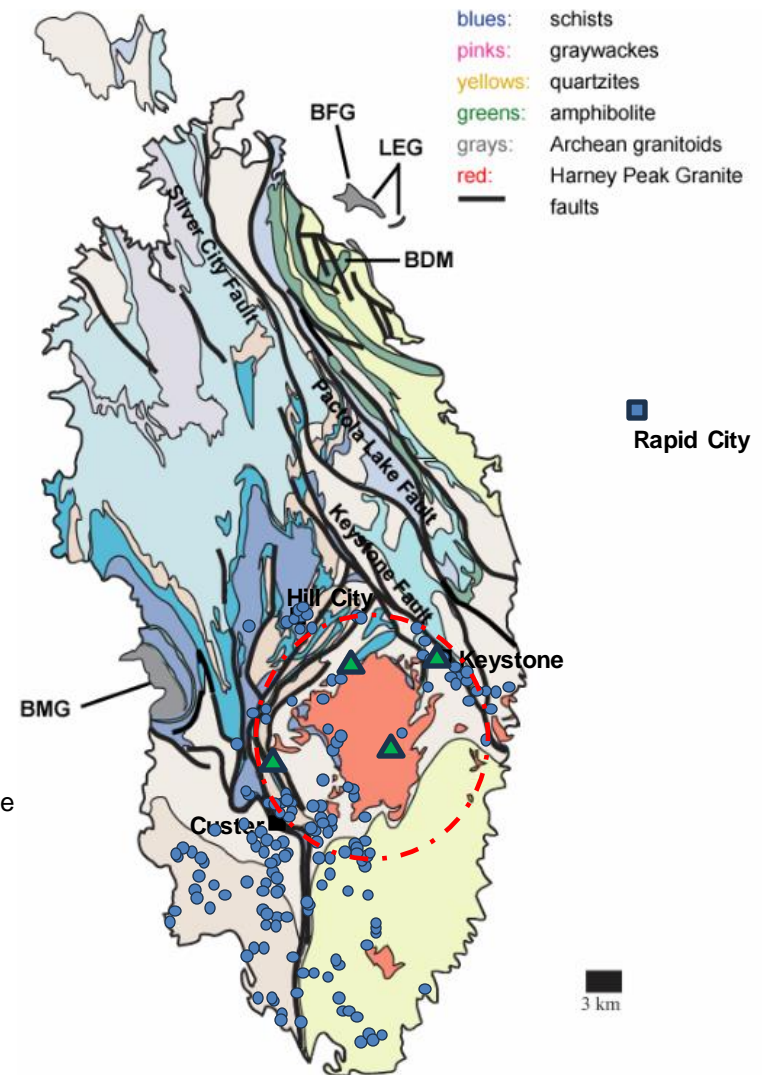 blues: schists
pinks: graywackes
yellows: quartzites
greens: amphibolite
grays: Archean granitoids
red: Harney Peak Granite
faults
BFG
LEG
BDM
Silver City Fault
Rapid City
Pactola Lake Fault
Keystone Fault
Hill City
Keystone
BMG
e
Custer
3 km